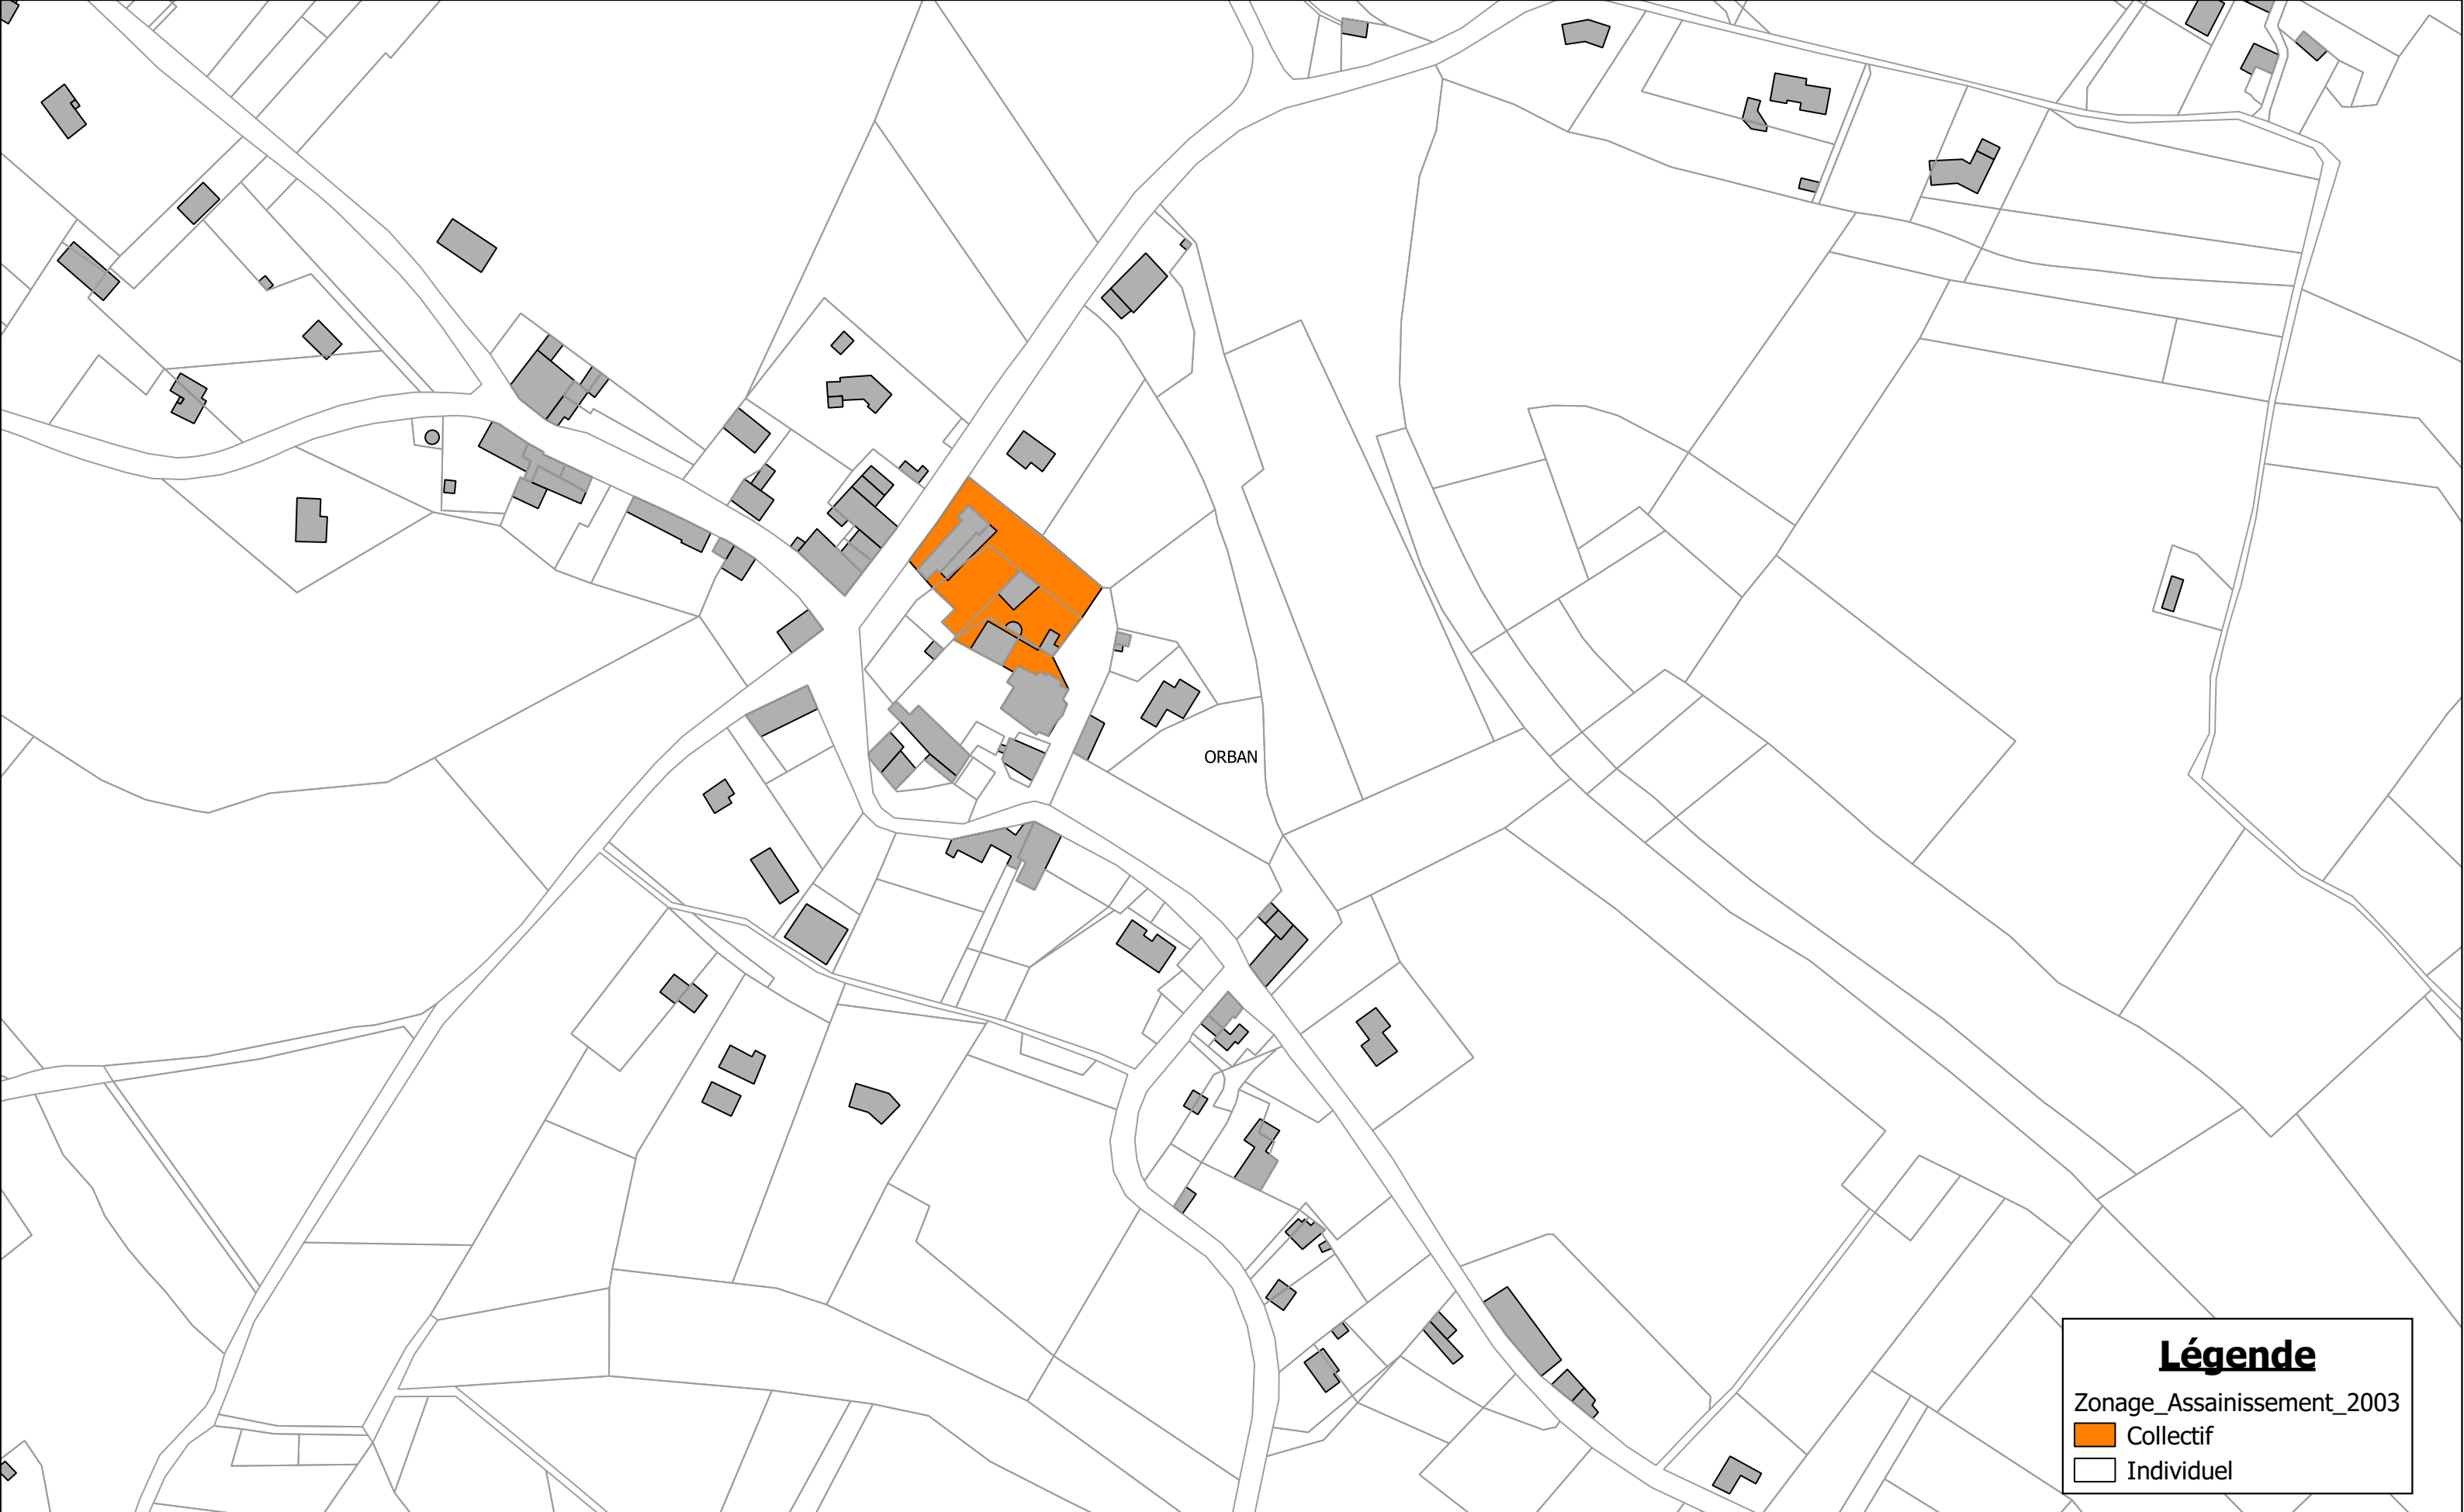 ORBAN
Légende
Zonage_Assainissement_2003
Collectif
Individuel